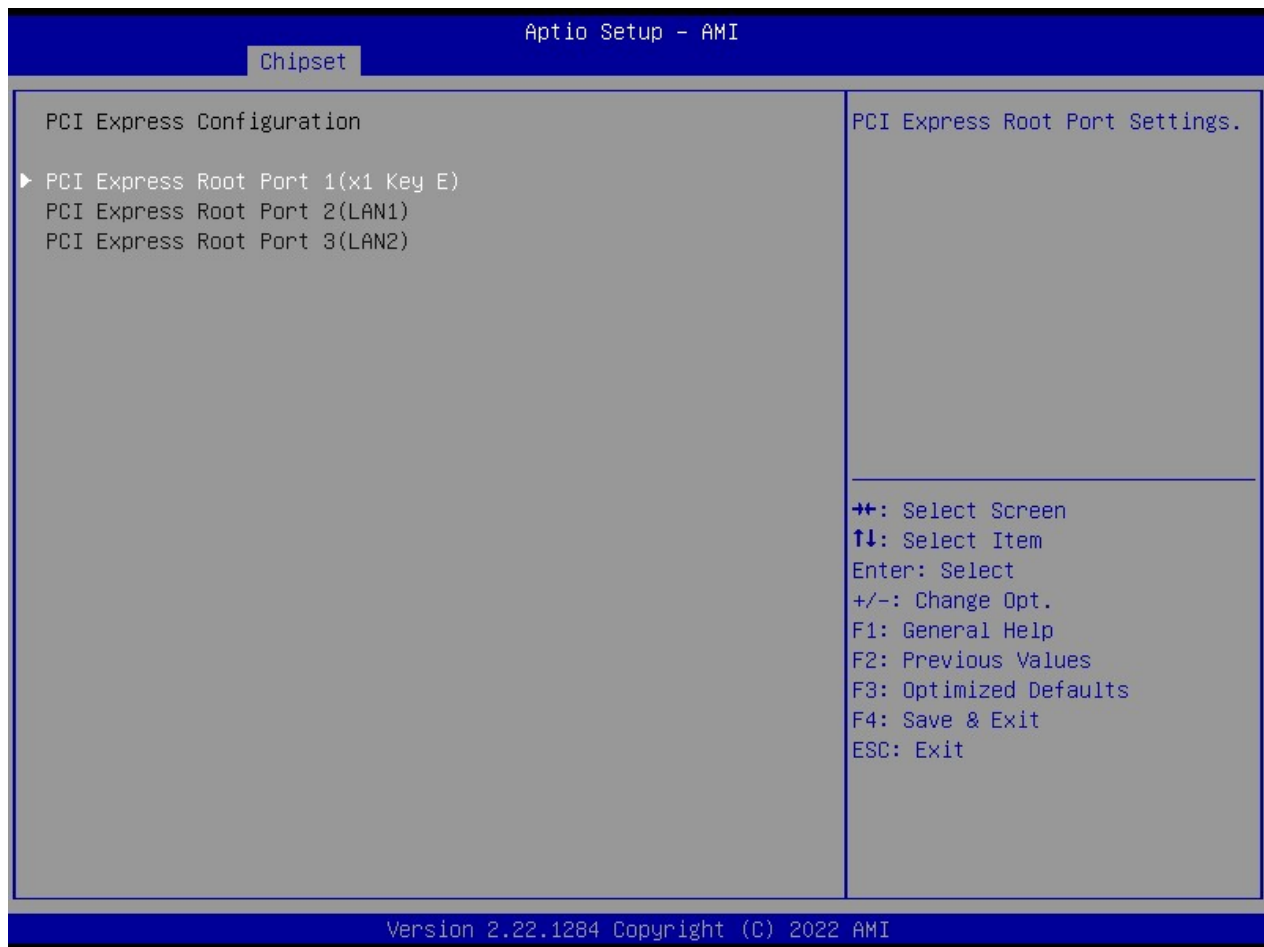 Aptio Setup – AMI
Chipset
PCI Express Configuration
PCI Express Root Port 1(x1 Key E)
PCI Express Root Port 2(LAN1)
PCI Express Root Port 3(LAN2)
PCI Express Root Port Settings.
→←: Select Screen
↑↓: Select Item
Enter: Select
+/-: Change Opt.
F1: General Help
F2: Previous Values
F3: Optimized Defaults
F4: Save & Exit
ESC: Exit
Version 2.22.1284 Copyright (C) 2022 AMI